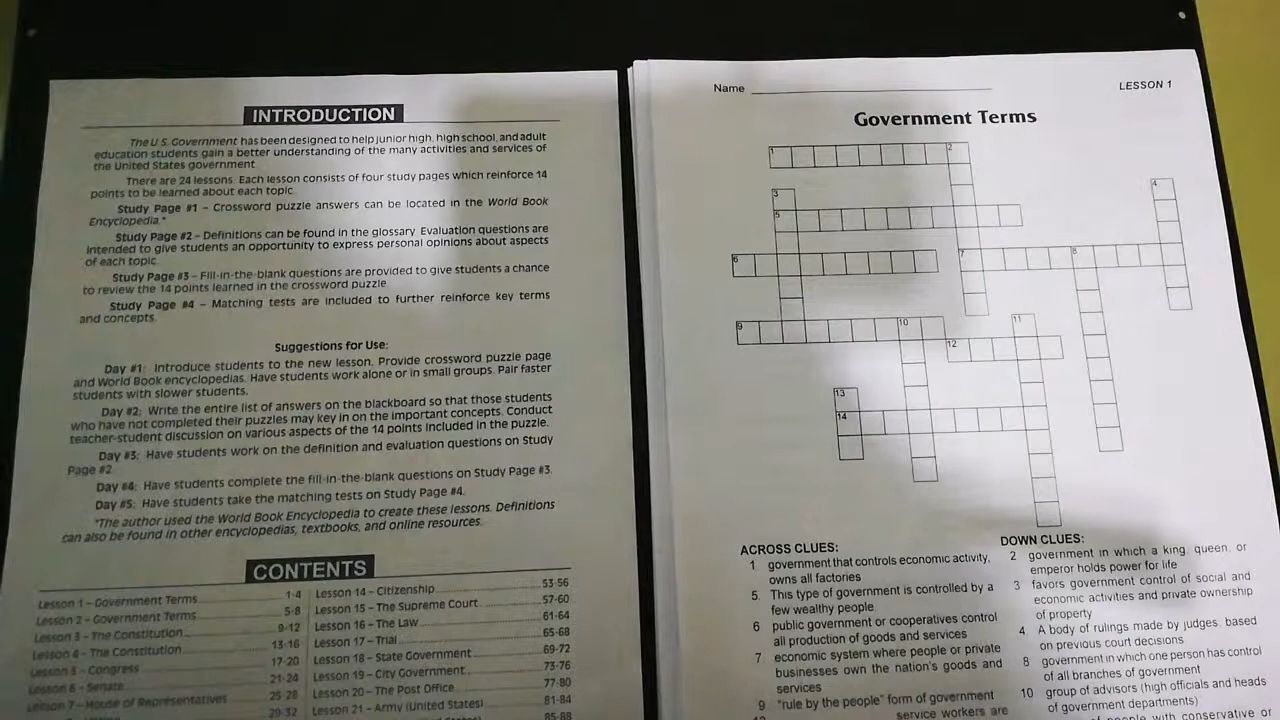 INTRODUCTION
The U.S. Government has been designed to help junior high, high school, and adult
education students gain a better understanding of the many activities and services of
the United States government
There are 24 lessons. Each lesson consists of four study pages which reinforce 14
points to be learned about each topic.
Study Page #1 – Crossword puzzle answers can be located in the World Book
Encyclopedia.*
Study Page #2 – Definitions can be found in the glossary. Evaluation questions are
intended to give students an opportunity to express personal opinions about aspects
of each topic.
Study Page #3 – Fill-in-the-blank questions are provided to give students a chance
to review the 14 points learned in the crossword puzzle.
Study Page #4 – Matching tests are included to further reinforce key terms
and concepts.
Suggestions for Use:
Day #1: Introduce students to the new lesson. Provide crossword puzzle page
and World Book encyclopedias. Have students work alone or in small groups. Pair faster
students with slower students.
Day #2: Write the entire list of answers on the blackboard so that those students
who have not completed their puzzles may key in on the important concepts. Conduct
teacher-student discussion on various aspects of the 14 points included in the puzzle.
Day #3: Have students work on the definition and evaluation questions on Study
Page #2.
Day #4: Have students complete the fill-in-the-blank questions on Study Page #3.
Day #5: Have students take the matching tests on Study Page #4.
*The author used the World Book Encyclopedia to create these lessons. Definitions
can also be found in other encyclopedias, textbooks, and online resources.
CONTENTS
Lesson 1 – Government Terms 1-4
Lesson 2 – Government Terms 5-8
Lesson 3 – The Constitution 9-12
Lesson 4 – The Constitution 13-16
Lesson 5 – Congress 17-20
Lesson 6 – Senate 21-24
Lesson 7 – House of Representatives 25-28
29-32
Lesson 14 – Citizenship 53-56
Lesson 15 – The Supreme Court 57-60
Lesson 16 – The Law 61-64
Lesson 17 – Trial 65-68
Lesson 18 – State Government 69-72
Lesson 19 – City Government 73-76
Lesson 20 – The Post Office 77-80
Lesson 21 – Army (United States) 81-84
85-88
Name
LESSON 1
Government Terms
1 2
3
4
5
6 7 8
9 10 11
12
13
14
ACROSS CLUES:
1 government that controls economic activity,
owns all factories
5. This type of government is controlled by a
few wealthy people
6 public government or cooperatives control
all production of goods and services
7. economic system where people or private
businesses own the nation's goods and
services
9 "rule by the people" form of government
service workers are
DOWN CLUES:
2 government in which a king, queen, or
emperor holds power for life
3 favors government control of social and
economic activities and private ownership
of property
4 A body of rulings made by judges, based
on previous court decisions
8 government in which one person has control
of all branches of government
10 group of advisors (high officials and heads
of government departments)
people with conservative or